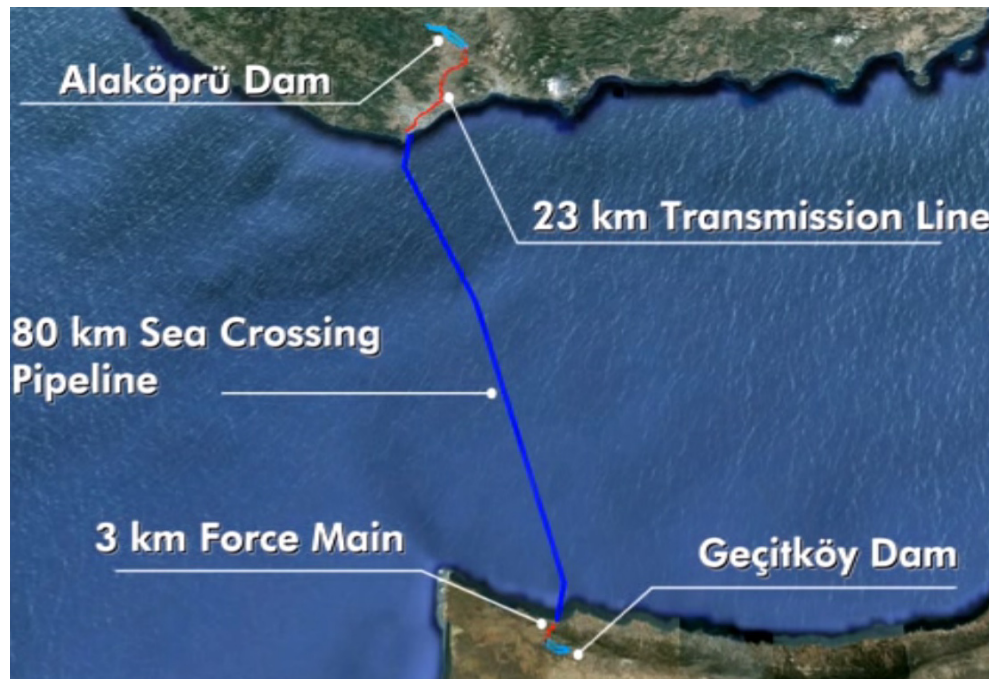 Alaköprü Dam
23 km Transmission Line
80 km Sea Crossing
Pipeline
3 km Force Main
Geçitköy Dam